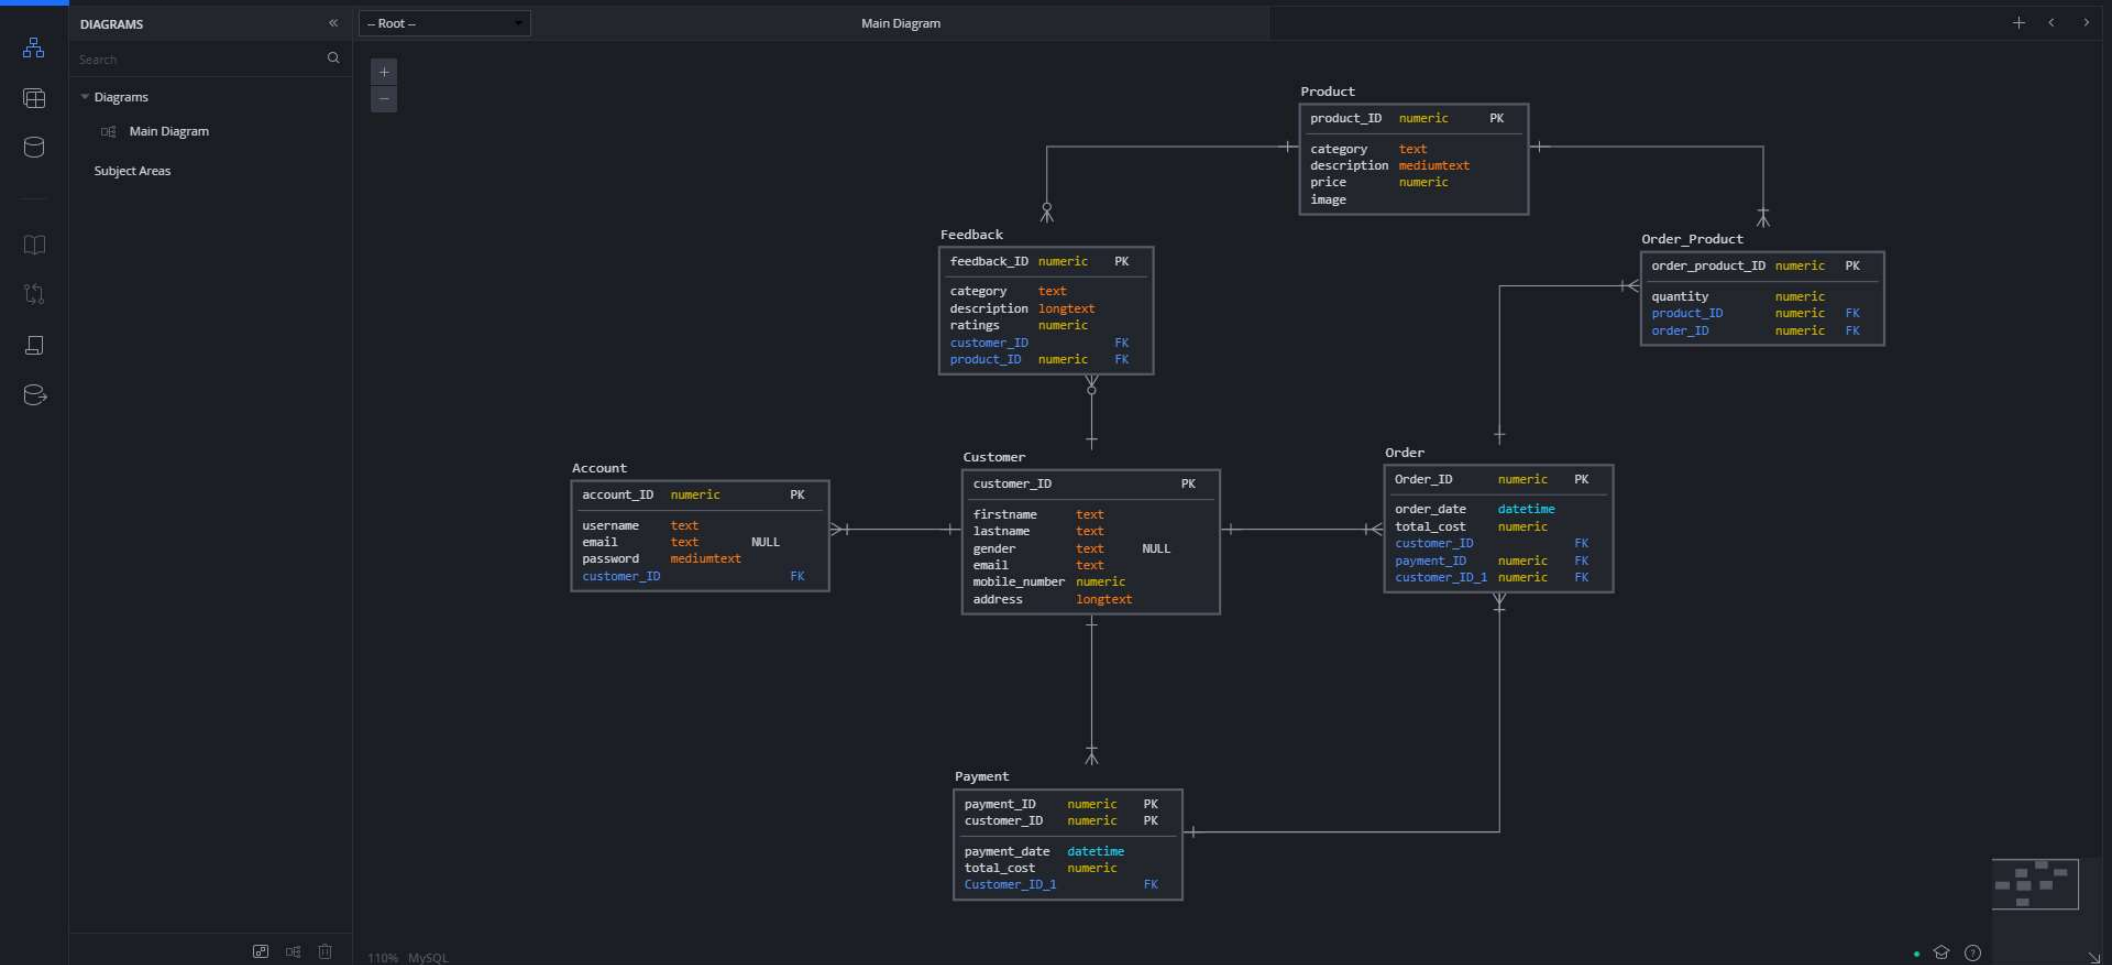 DIAGRAMS «
-- Root --
Main Diagram
Search
Diagrams
Main Diagram
Subject Areas
Product
product_ID numeric PK
category text
description mediumtext
price numeric
image
Feedback
feedback_ID numeric PK
category text
description longtext
ratings numeric
customer_ID FK
product_ID numeric FK
Order_Product
order_product_ID numeric PK
quantity numeric
product_ID numeric FK
order_ID numeric FK
Account
account_ID numeric PK
username text
email text NULL
password mediumtext
customer_ID FK
Customer
customer_ID PK
firstname text
lastname text
gender text NULL
email text
mobile_number numeric
address longtext
Order
Order_ID numeric PK
order_date datetime
total_cost numeric
customer_ID FK
payment_ID numeric FK
customer_ID_1 numeric FK
Payment
payment_ID numeric PK
customer_ID numeric PK
payment_date datetime
total_cost numeric
Customer_ID_1 FK
110% MySQL